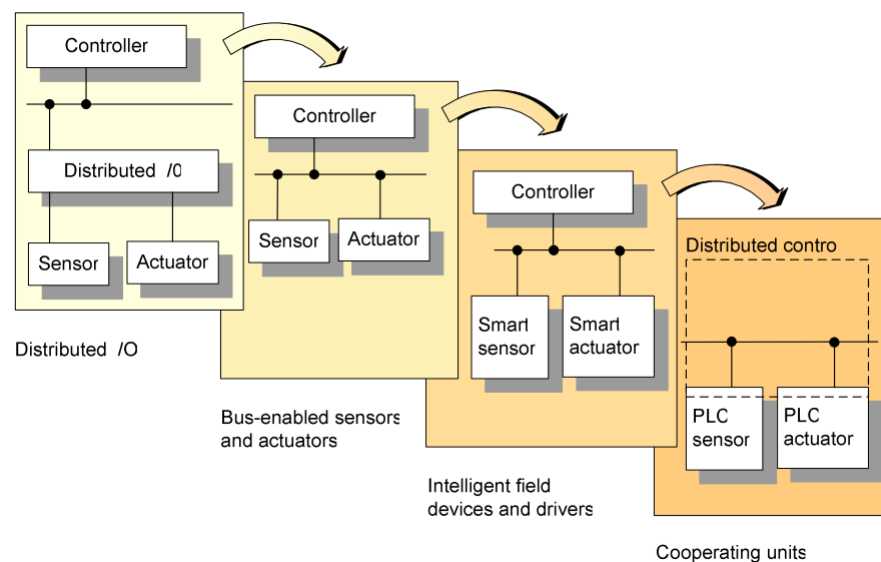 Controller
Distributed /0
Sensor
Actuator
Distributed /O
Controller
Sensor
Actuator
Bus-enabled sensors
and actuators
Controller
Smart
sensor
Smart
actuator
Intelligent field
devices and drivers
Distributed contro
PLC
sensor
PLC
actuator
Cooperating units